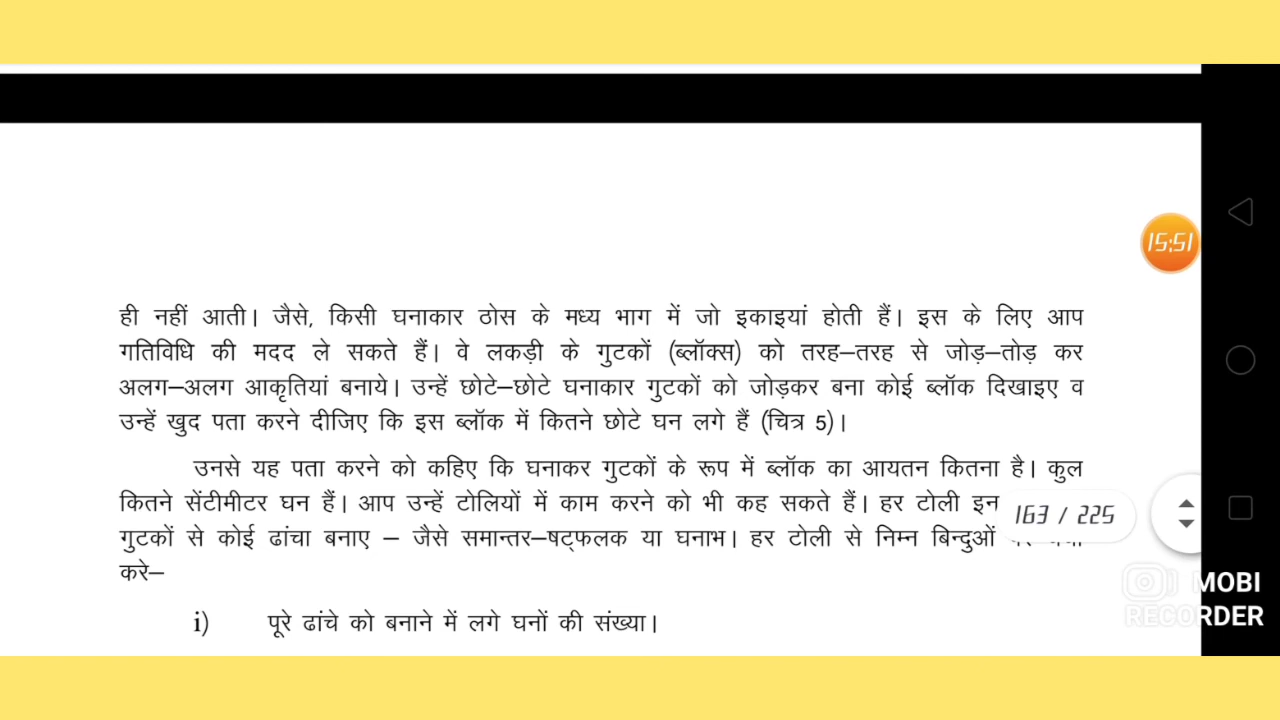 ही नहीं आती। जैसे, किसी घनाकार ठोस के मध्य भाग में जो इकाइयां होती हैं। इस के लिए आप
15:51
गतिविधि की मदद ले सकते हैं। वे लकड़ी के गुटकों (ब्लॉक्स) को तरह–तरह से जोड़–तोड़ कर
अलग–अलग आकृतियां बनाये। उन्हें छोटे–छोटे घनाकार गुटकों को जोड़कर बना कोई ब्लॉक दिखाइए व
उन्हें खुद पता करने दीजिए कि इस ब्लॉक में कितने छोटे घन लगे हैं (चित्र 5)।
उनसे यह पता करने को कहिए कि घनाकर गुटकों के रूप में ब्लॉक का आयतन कितना है। कुल
कितने सेंटीमीटर घन हैं। आप उन्हें टोलियों में काम करने को भी कह सकते हैं। हर टोली इन
163 / 225
गुटकों से कोई ढांचा बनाए – जैसे समान्तर–षट्फलक या घनाभ। हर टोली से निम्न बिन्दुओं
करे–
i) पूरे ढांचे को बनाने में लगे घनों की संख्या।
MOBI
RECORDER